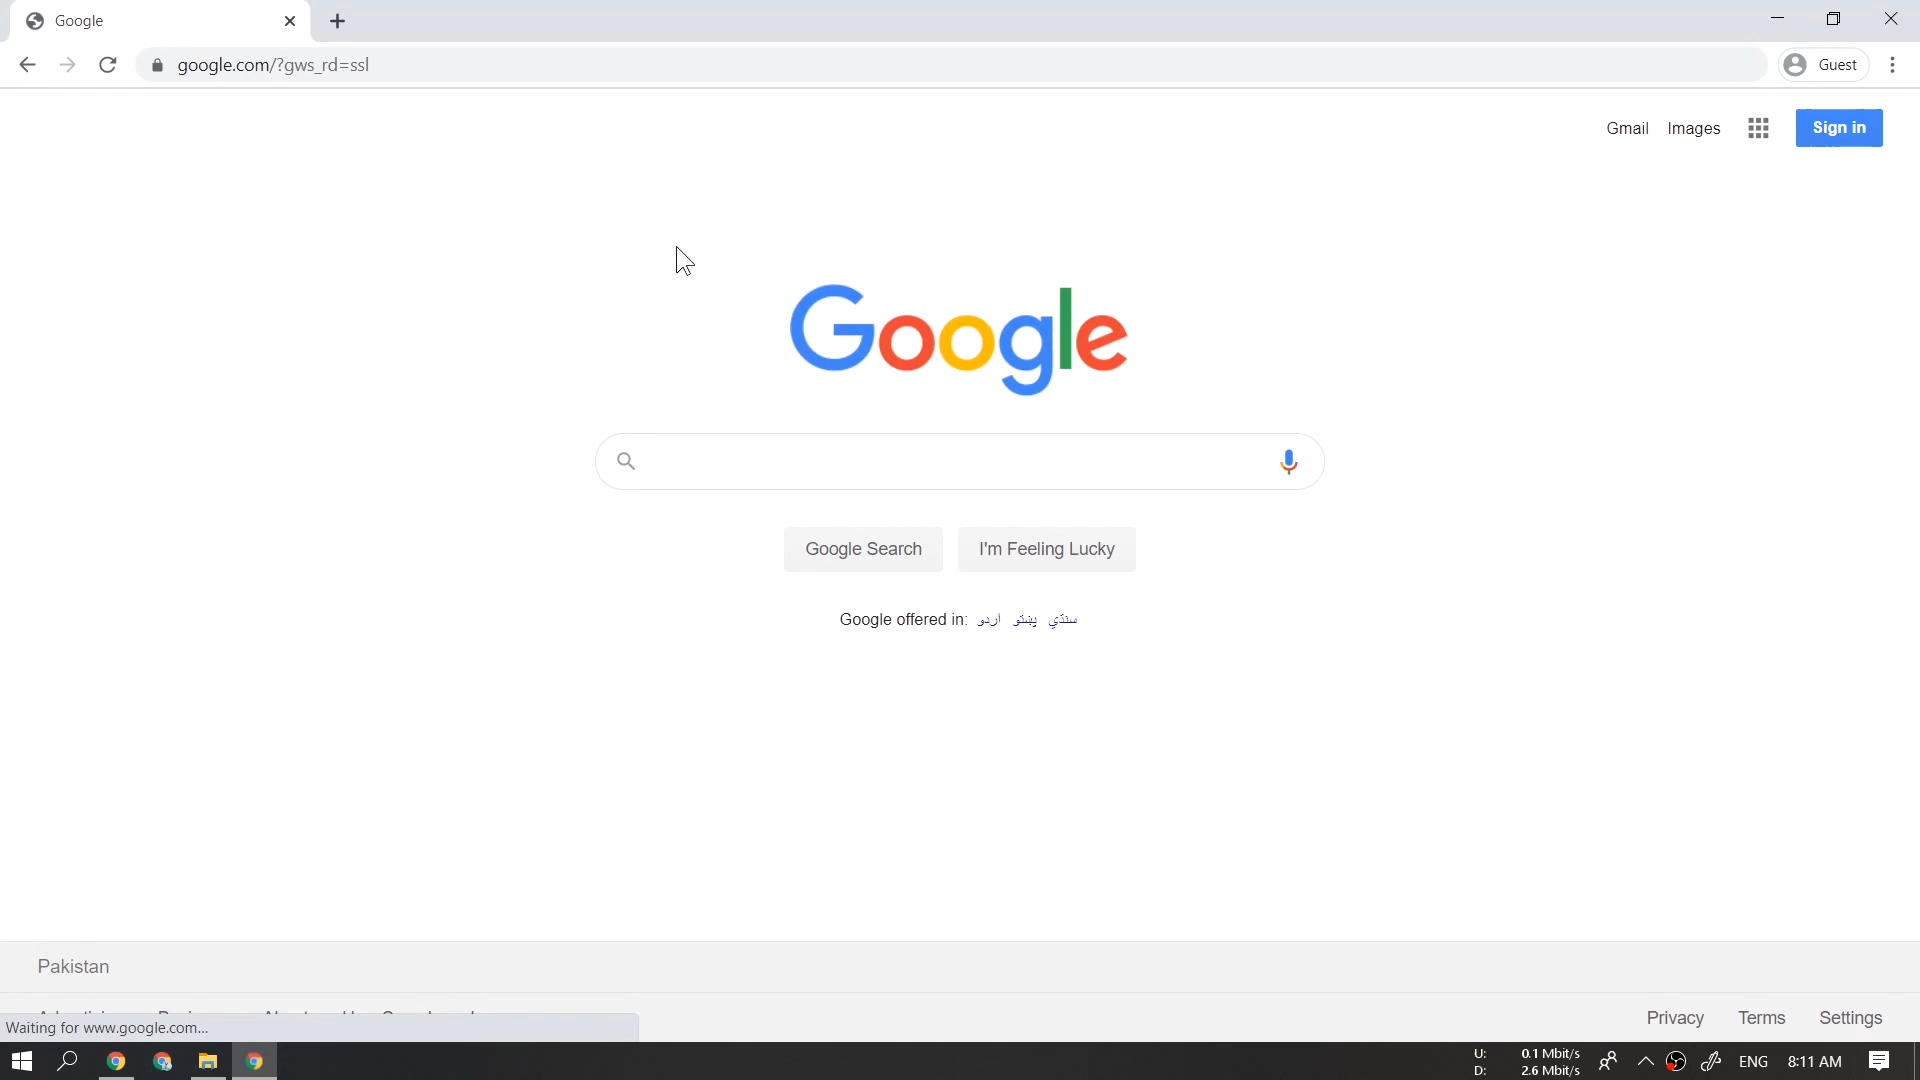 Google
google.com/?gws_rd=ssl
Guest
Gmail Images
Sign in
Google
Google Search I'm Feeling Lucky
Google offered in: اردو پښتو سنڌي
Pakistan
Privacy Terms Settings
Waiting for www.google.com...
U: 0.1 Mbit/s
D: 2.6 Mbit/s
ENG 8:11 AM